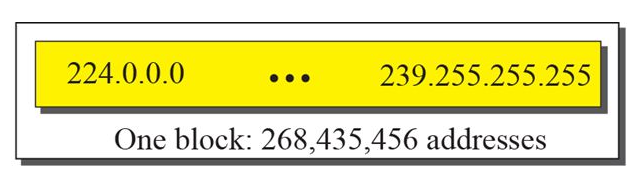 224.0.0.0 ••• 239.255.255.255
One block: 268,435,456 addresses